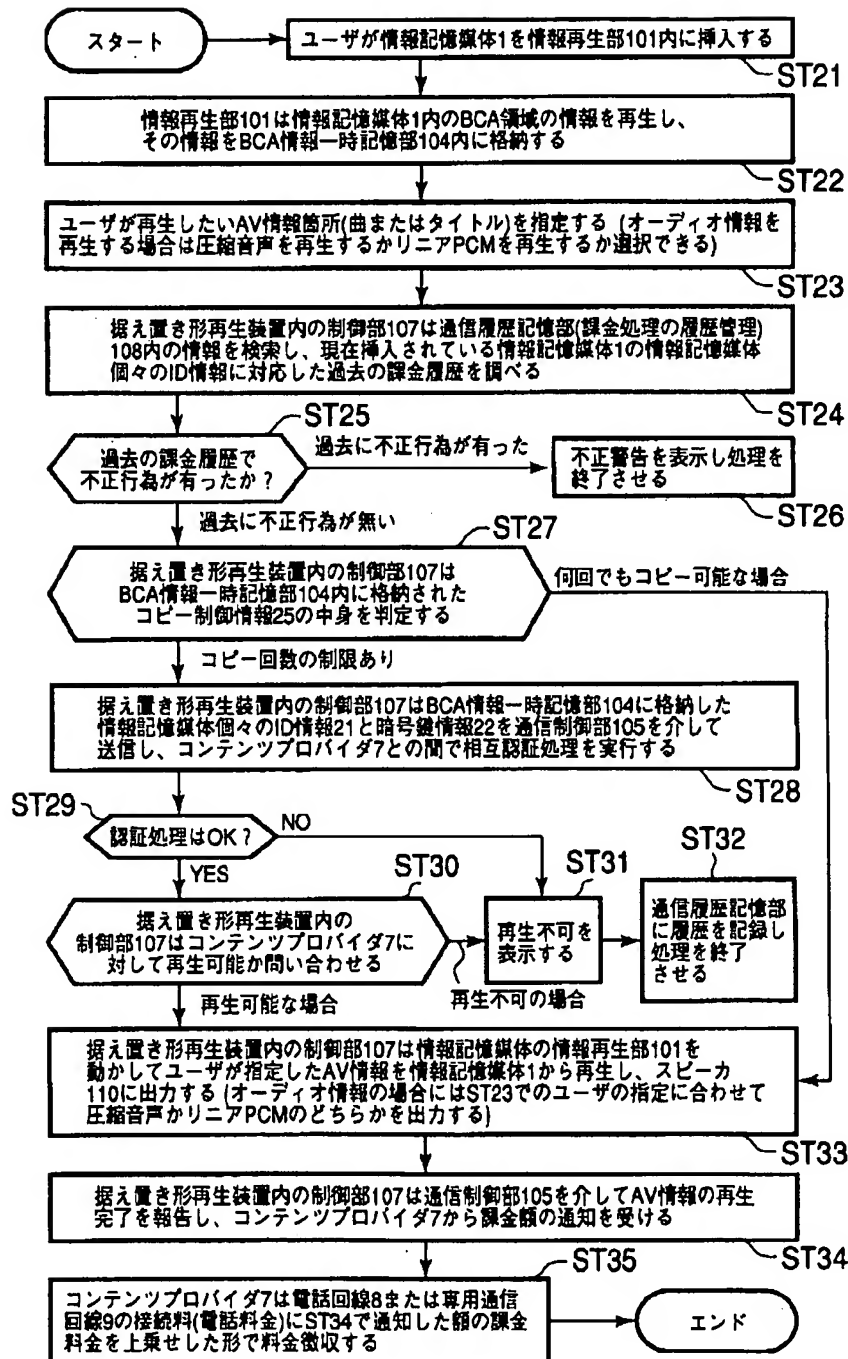 スタート
ユーザが情報記憶媒体1を情報再生部101内に挿入する
ST21
情報再生部101は情報記憶媒体1内のBCA領域の情報を再生し、
その情報をBCA情報一時記憶部104内に格納する
ST22
ユーザが再生したいAV情報箇所(曲またはタイトル)を指定する (オーディオ情報を
再生する場合は圧縮音声を再生するかリニアPCMを再生するか選択できる)
ST23
据え置き形再生装置内の制御部107は通信履歴記憶部(課金処理の履歴管理)
108内の情報を検索し、現在挿入されている情報記憶媒体1の情報記憶媒体
個々のID情報に対応した過去の課金履歴を調べる
ST24
ST25
過去の課金履歴で
不正行為が有ったか?
過去に不正行為が有った
不正警告を表示し処理を
終了させる
ST26
過去に不正行為が無い
ST27
据え置き形再生装置内の制御部107は
BCA情報一時記憶部104内に格納された
コピー制御情報25の中身を判定する
何回でもコピー可能な場合
コピー回数の制限あり
据え置き形再生装置内の制御部107はBCA情報一時記憶部104に格納した
情報記憶媒体個々のID情報21と暗号鍵情報22を通信制御部105を介して
送信し、コンテンツプロバイダ7との間で相互認証処理を実行する
ST28
ST29
認証処理はOK?
NO
YES
ST30
据え置き形再生装置内の
制御部107はコンテンツプロバイダ7に
対して再生可能か問い合わせる
ST31
再生不可を
表示する
ST32
通信履歴記憶部
に履歴を記録し
処理を終了
させる
再生可能な場合
再生不可の場合
据え置き形再生装置内の制御部107は情報記憶媒体の情報再生部101を
動かしてユーザが指定したAV情報を情報記憶媒体1から再生し、スピーカ
110に出力する (オーディオ情報の場合にはST23でのユーザの指定に合わせて
圧縮音声かリニアPCMのどちらかを出力する)
ST33
据え置き形再生装置内の制御部107は通信制御部105を介してAV情報の再生
完了を報告し、コンテンツプロバイダ7から課金額の通知を受ける
ST34
ST35
コンテンツプロバイダ7は電話回線8または専用通信
回線9の接続料(電話料金)にST34で通知した額の課金
料金を上乗せした形で料金徴収する
エンド